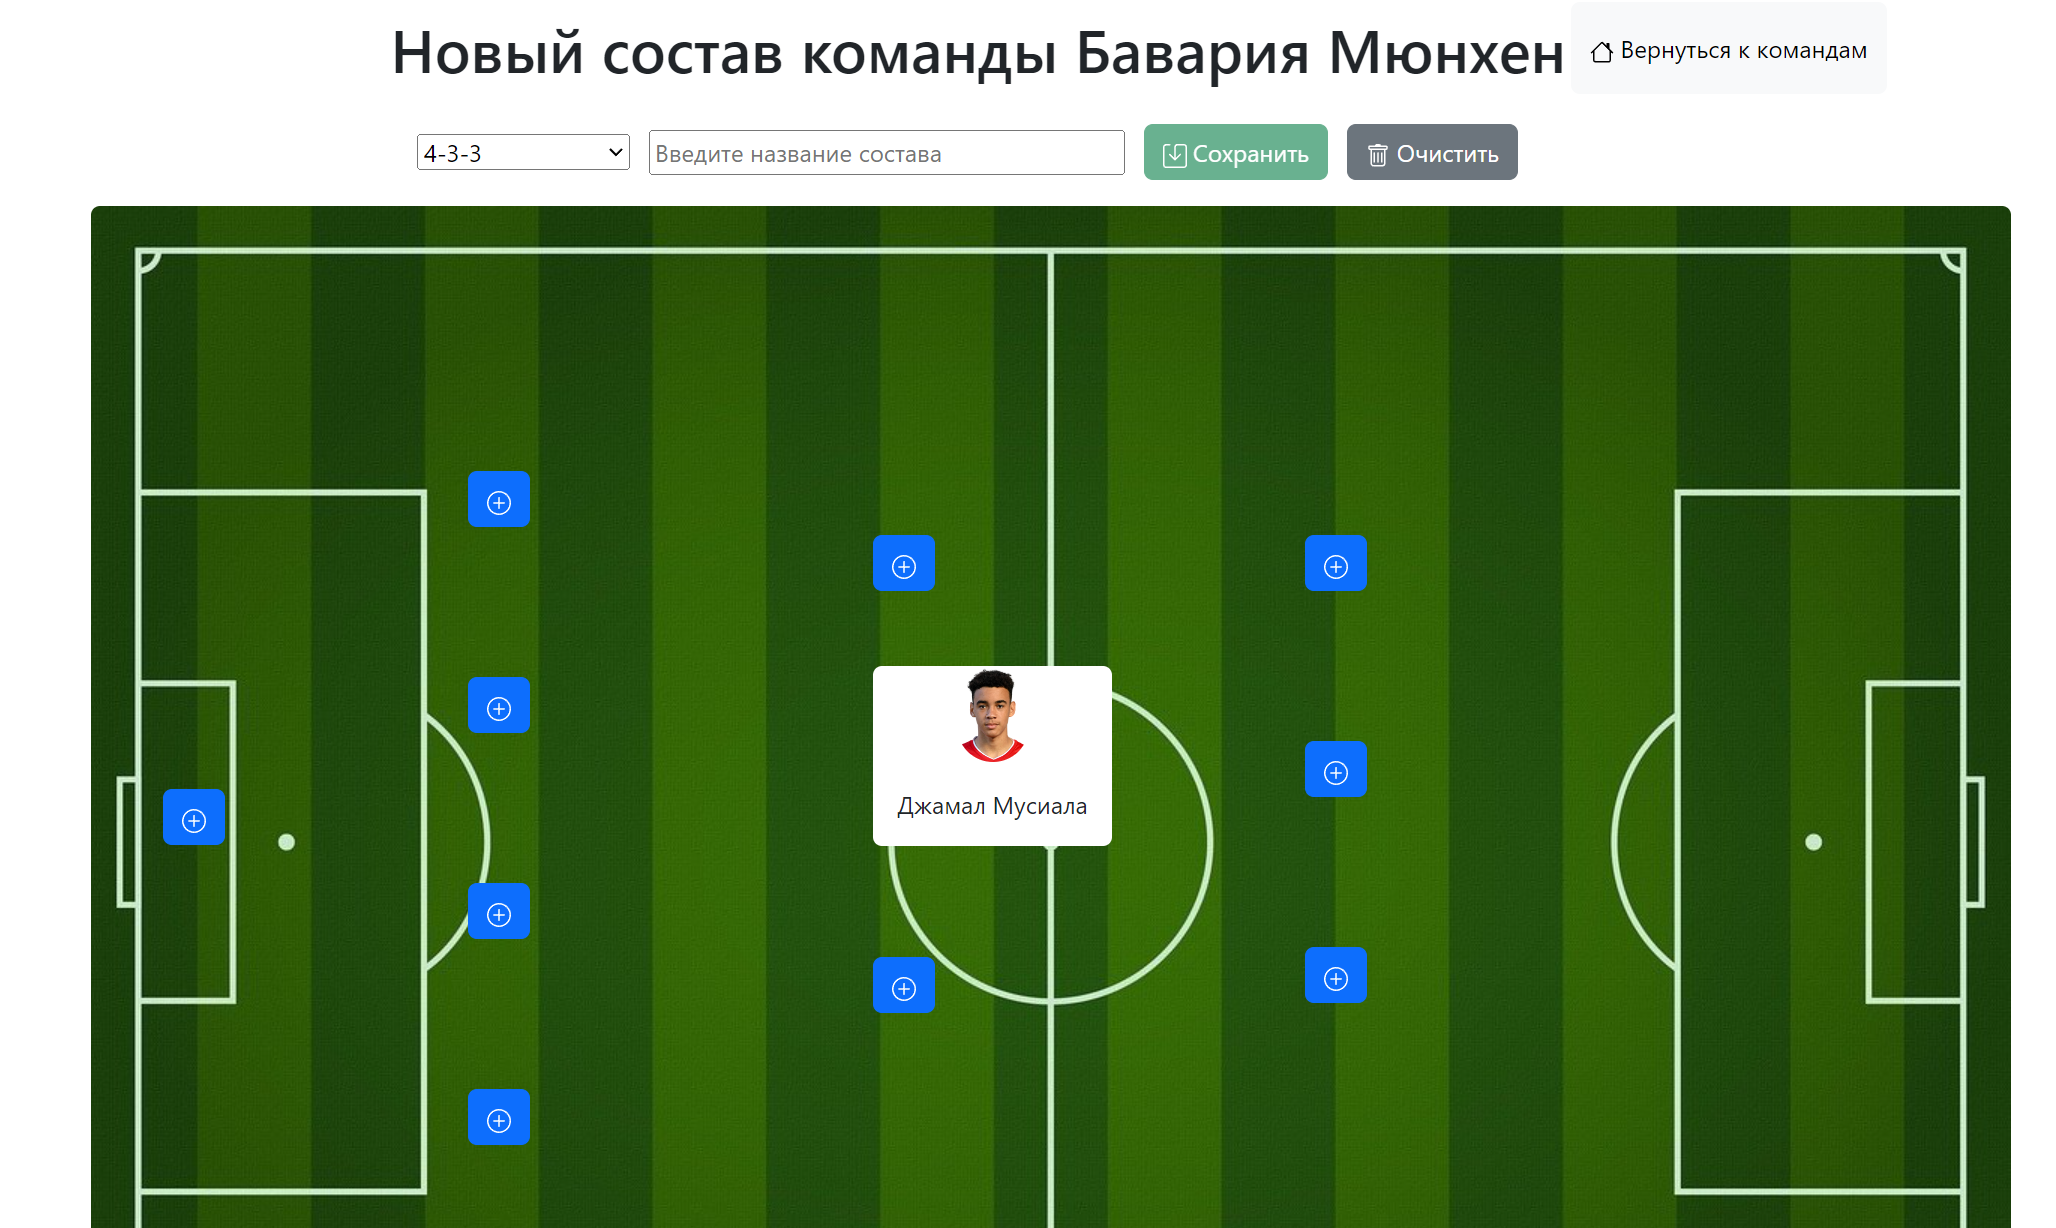 Новый состав команды Бавария Мюнхен
Вернуться к командам
4-3-3
Введите название состава
Сохранить
Очистить
Джамал Мусиала